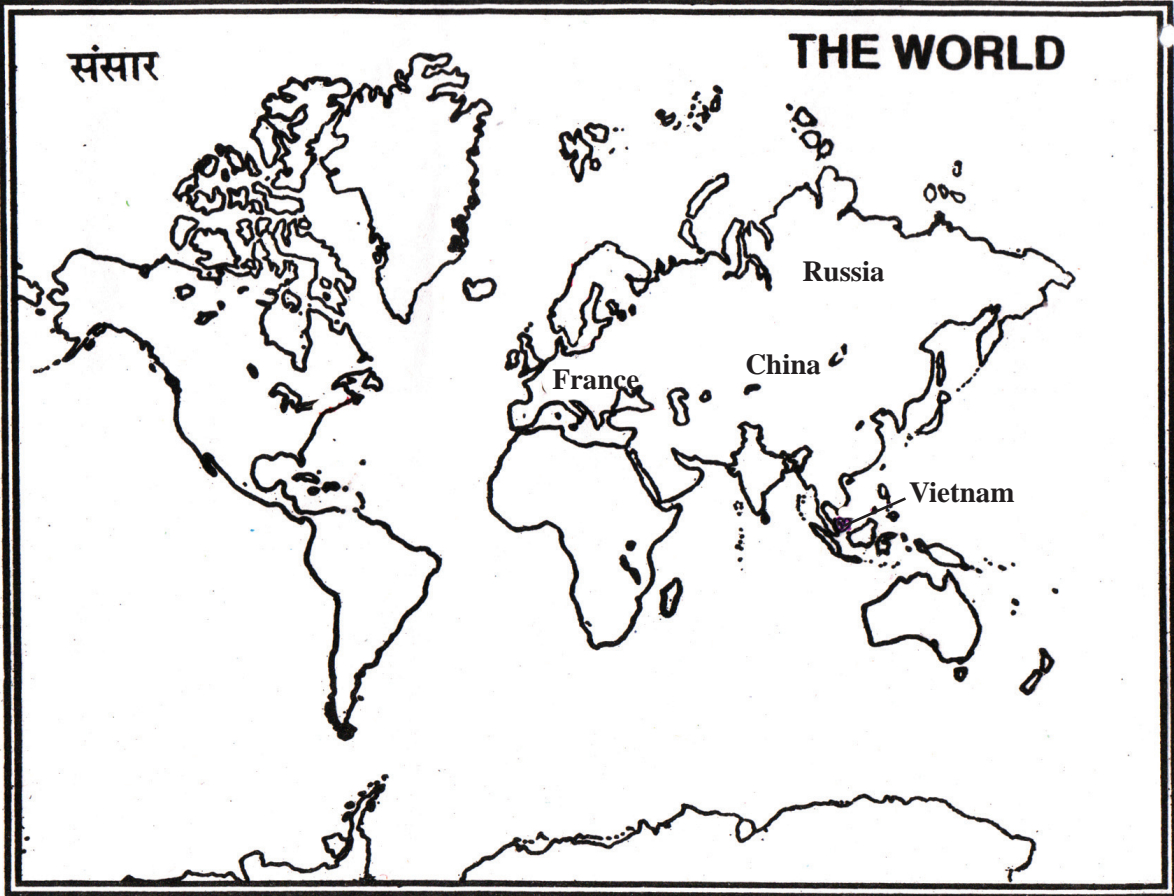 संसार
THE WORLD
Russia
China
France
Vietnam